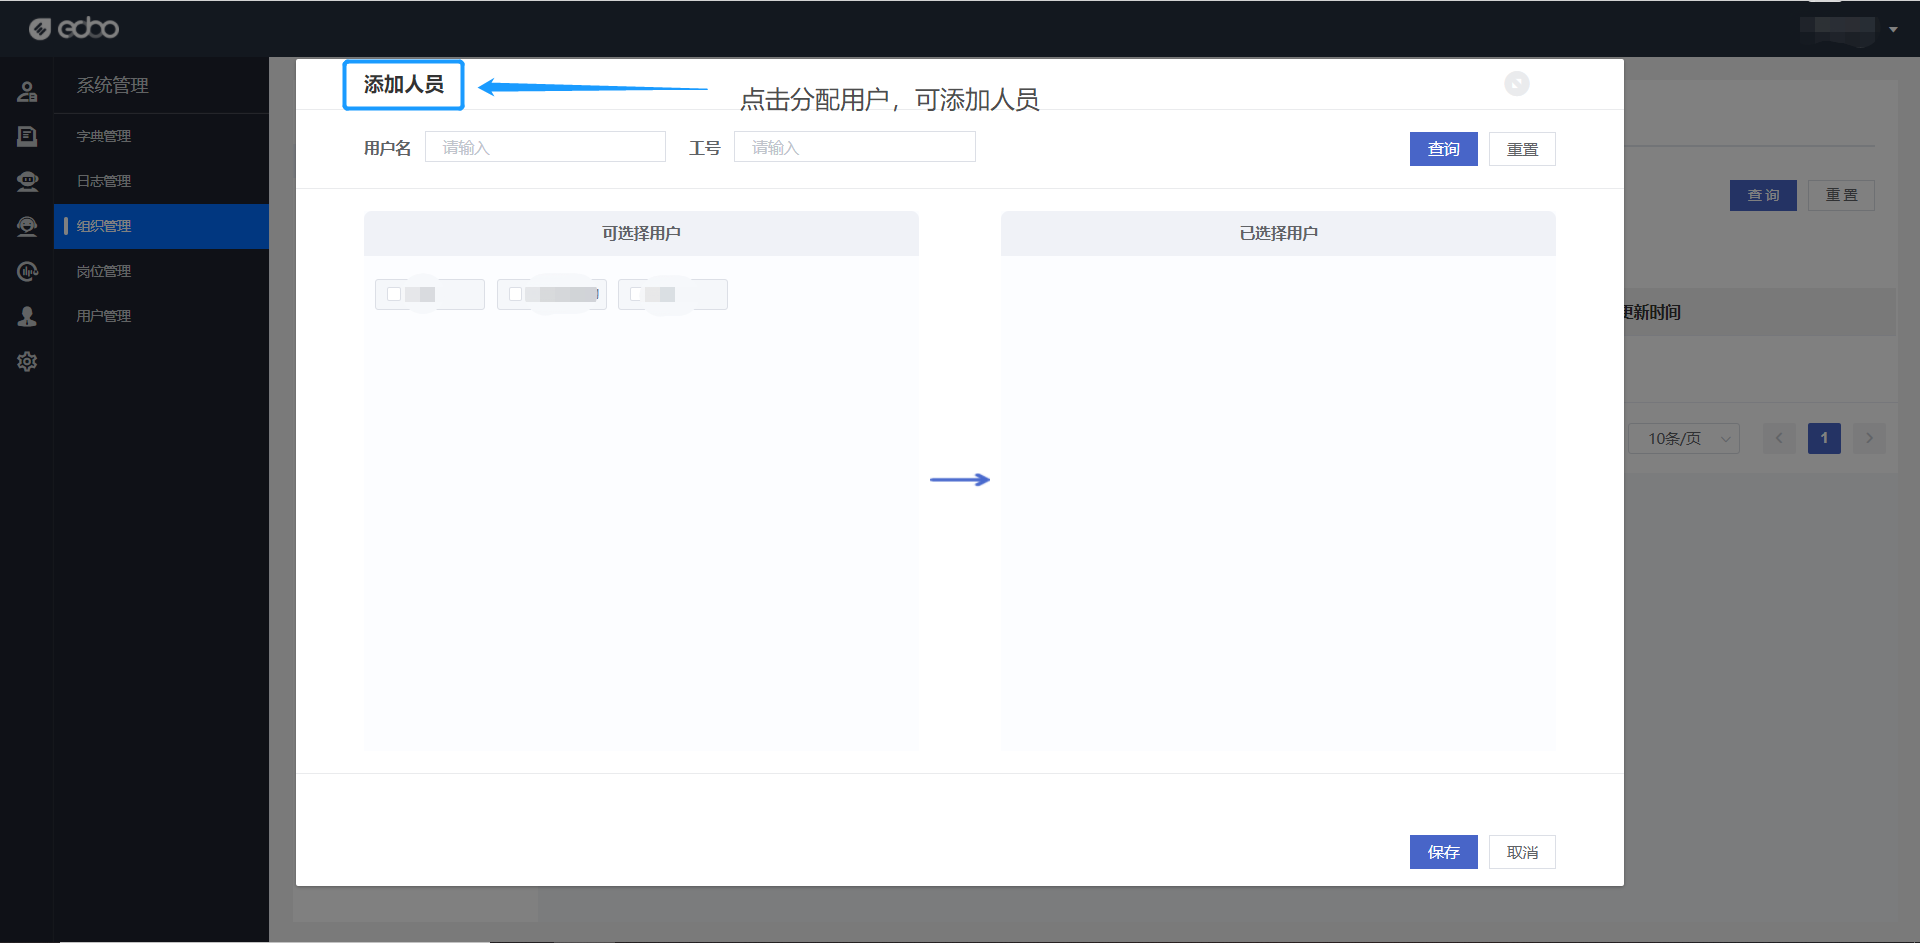 edbo
系统管理
字典管理
日志管理
组织管理
岗位管理
用户管理
添加人员
点击分配用户，可添加人员
用户名 请输入 工号 请输入 查询 重置
可选择用户 已选择用户
保存 取消
查询 重置
更新时间
10条/页 1